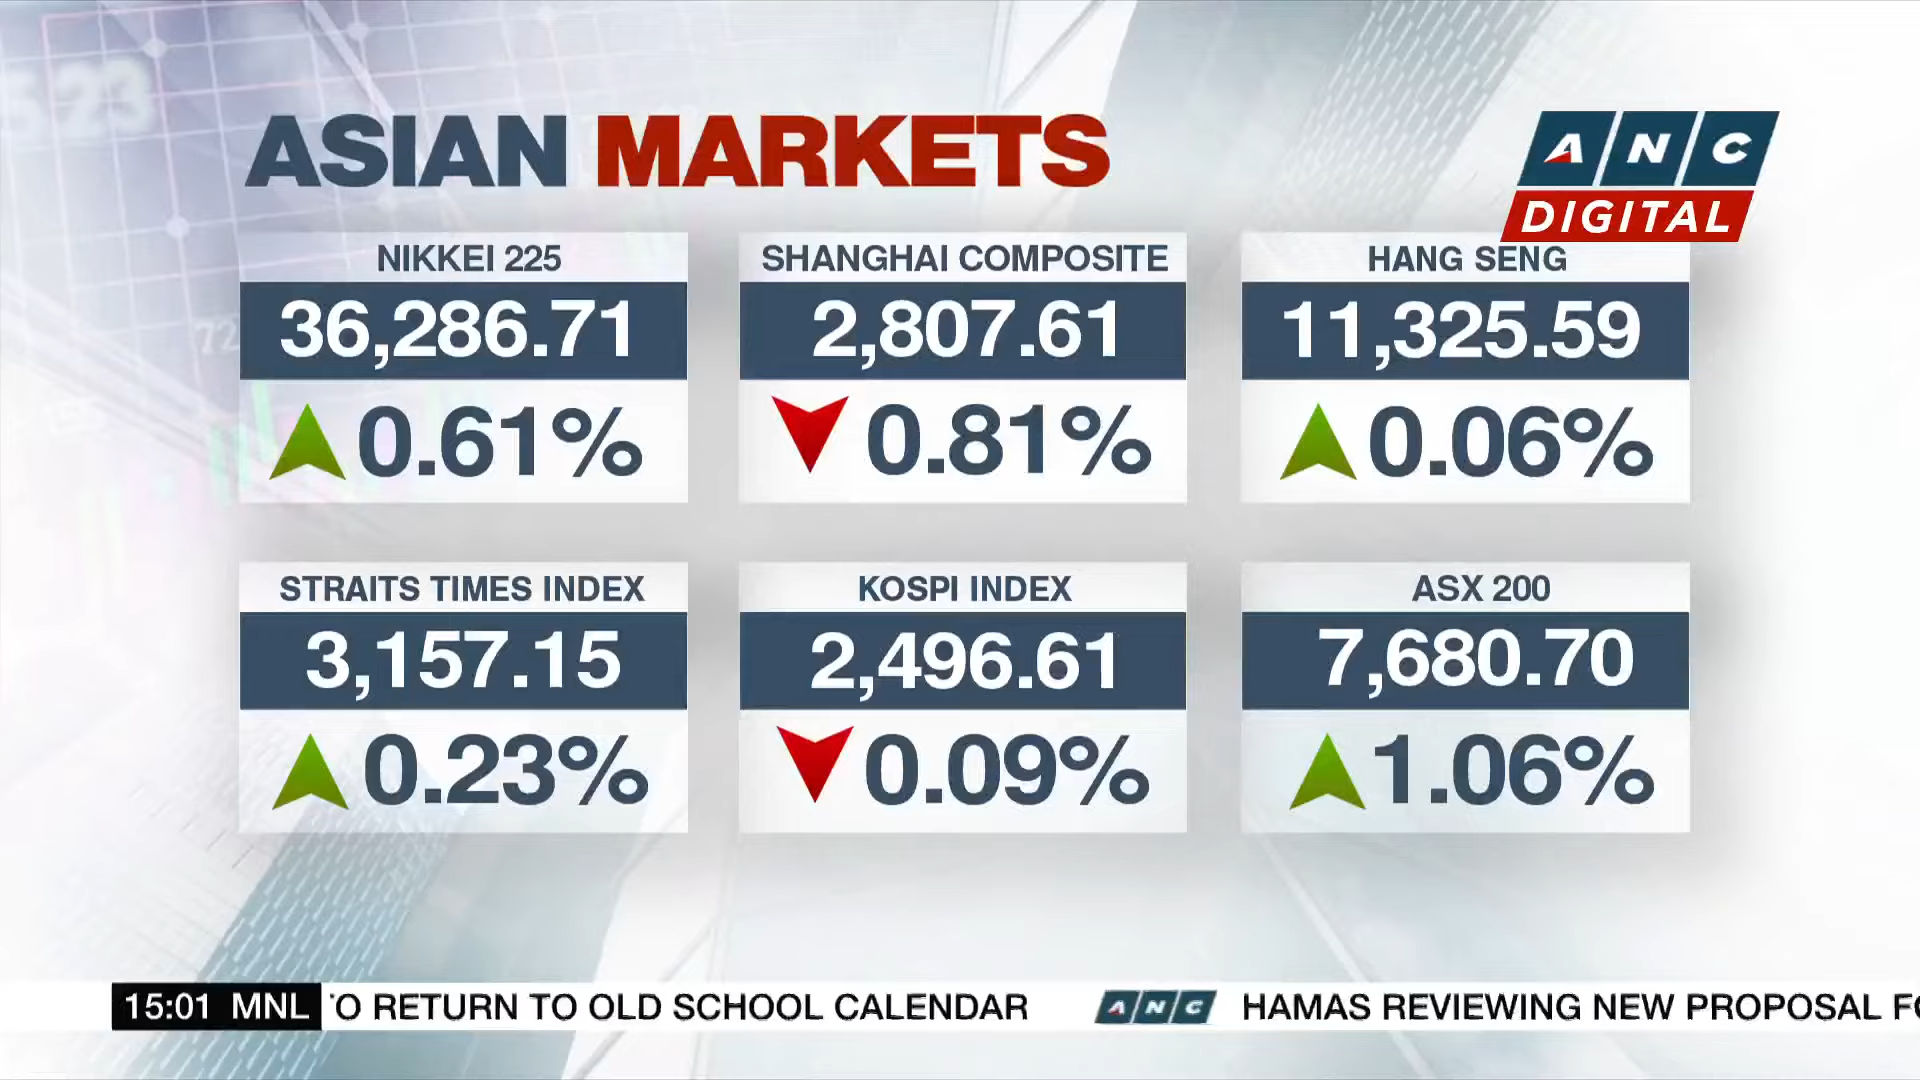 ASIAN MARKETS
ANC
DIGITAL
NIKKEI 225
36,286.71
0.61%
SHANGHAI COMPOSITE
2,807.61
0.81%
HANG SENG
11,325.59
0.06%
STRAITS TIMES INDEX
3,157.15
0.23%
KOSPI INDEX
2,496.61
0.09%
ASX 200
7,680.70
1.06%
15:01 MNL TO RETURN TO OLD SCHOOL CALENDAR ANC HAMAS REVIEWING NEW PROPOSAL